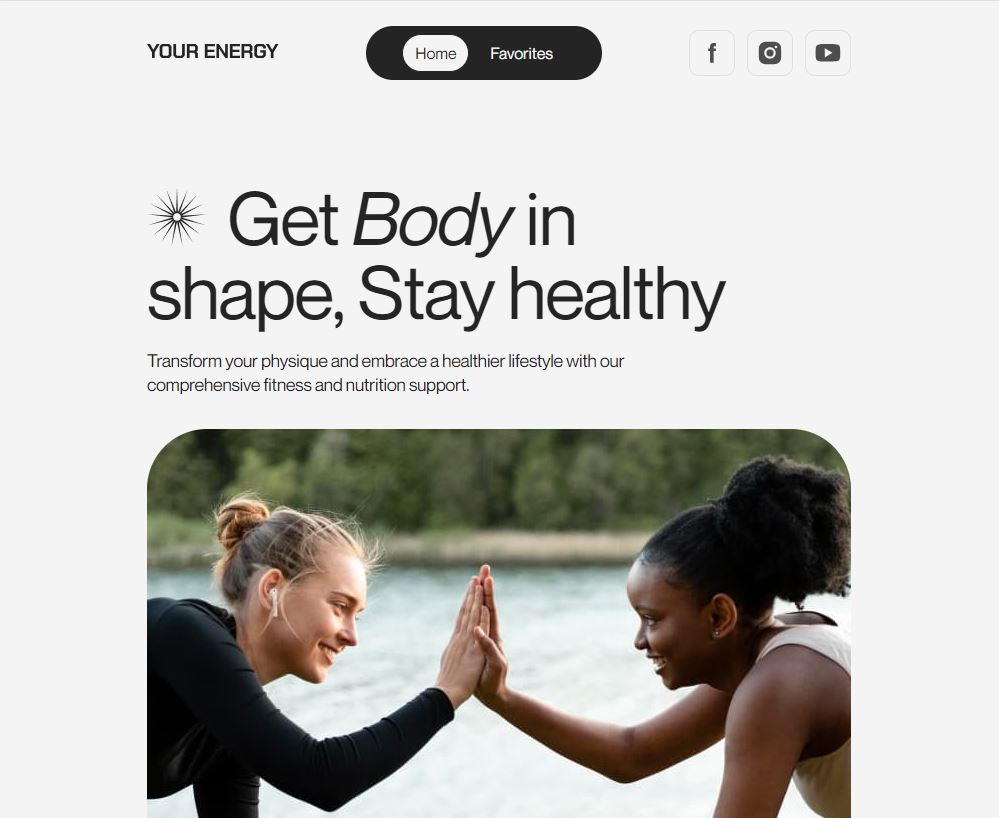 YOUR ENERGY
Home
Favorites
Get Body in
shape, Stay healthy
Transform your physique and embrace a healthier lifestyle with our
comprehensive fitness and nutrition support.